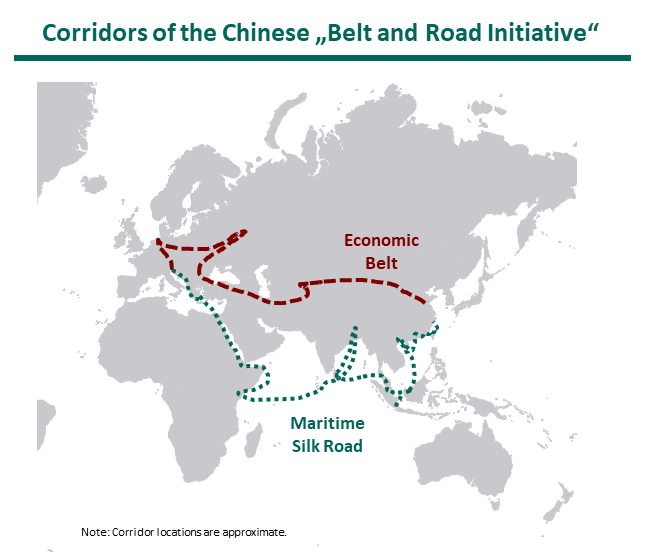 Corridors of the Chinese „Belt and Road Initiative“
Economic
Belt
Maritime
Silk Road
Note: Corridor locations are approximate.